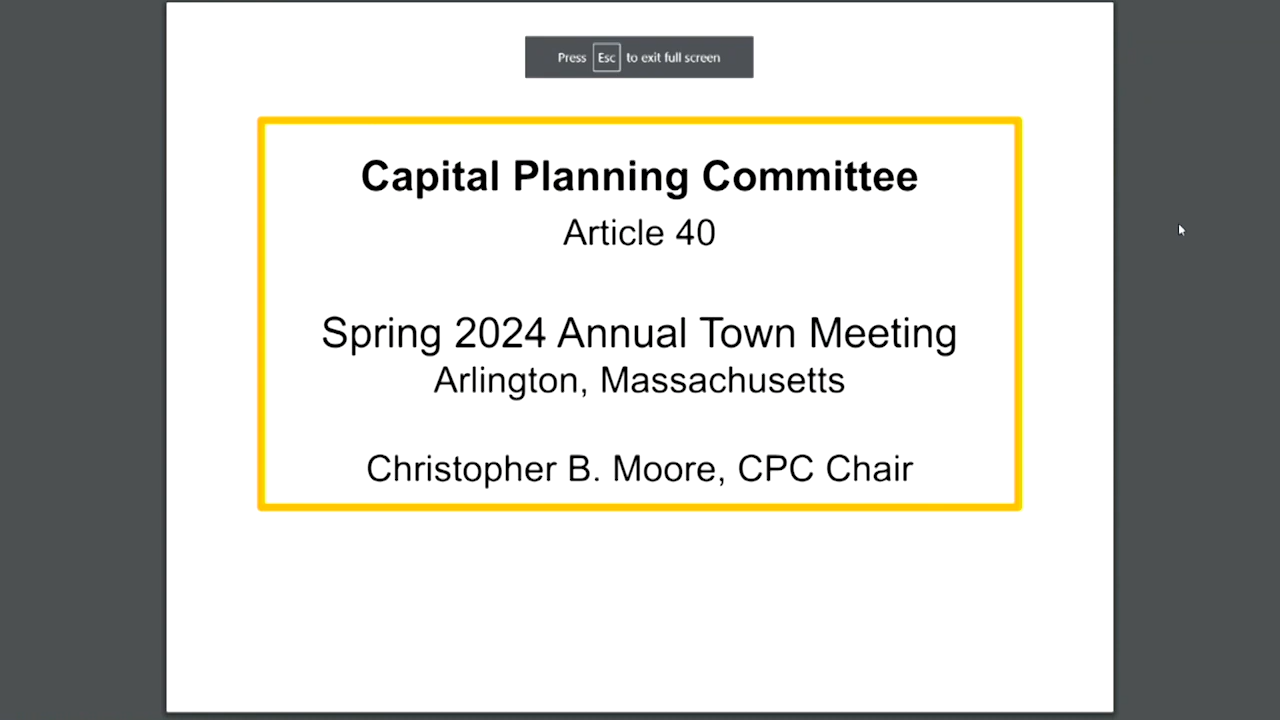 Press Esc to exit full screen
Capital Planning Committee
Article 40
Spring 2024 Annual Town Meeting
Arlington, Massachusetts
Christopher B. Moore, CPC Chair